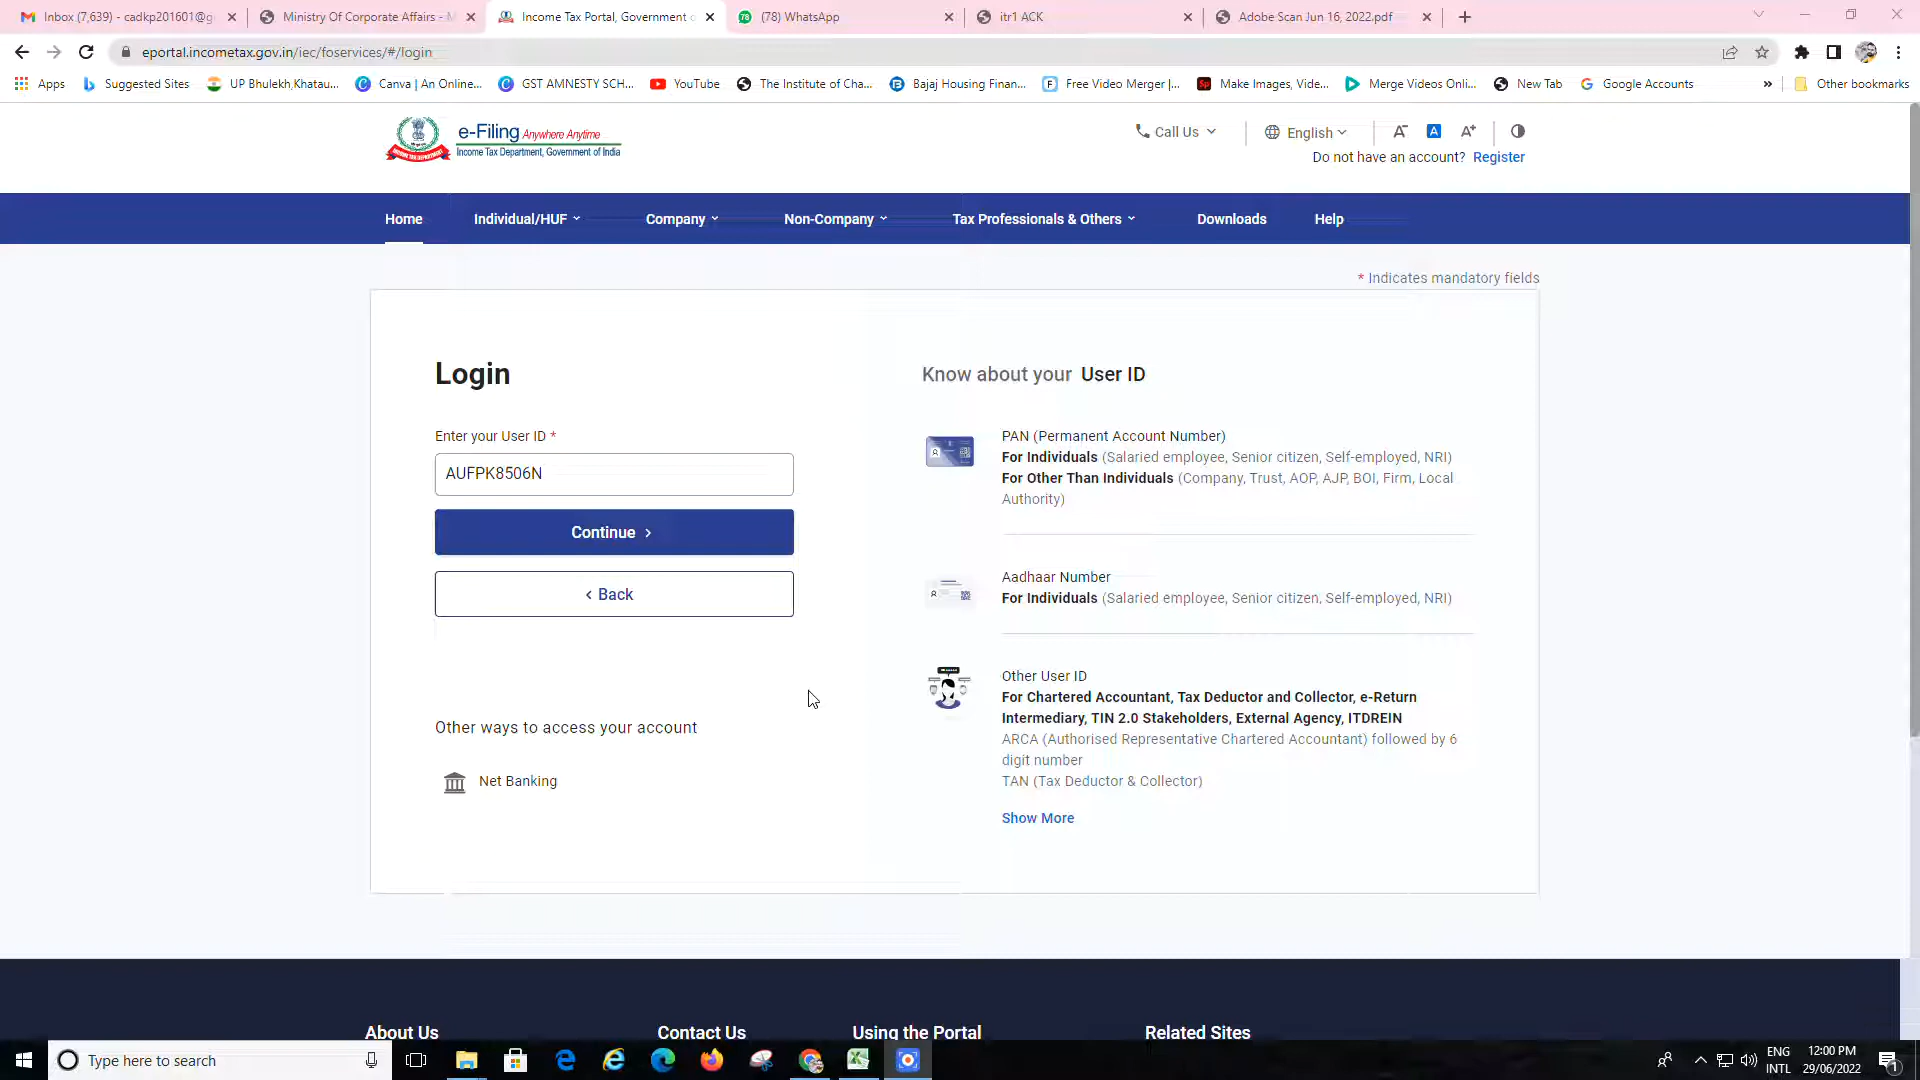 Inbox (7,639) - cadkp201601@g
Ministry Of Corporate Affairs - M
Income Tax Portal, Government o
(78) WhatsApp
itr1 ACK
Adobe Scan Jun 16, 2022.pdf
eportal.incometax.gov.in/iec/foservices/#/login
Apps
Suggested Sites
UP Bhulekh,Khatau...
Canva | An Online...
GST AMNESTY SCH...
YouTube
The Institute of Cha...
Bajaj Housing Finan...
Free Video Merger |...
Make Images, Vide...
Merge Videos Onli...
New Tab
Google Accounts
»
Other bookmarks
e-Filing Anywhere Anytime
Income Tax Department, Government of India
Call Us
English
A-
A
A+
Do not have an account? Register
Home
Individual/HUF
Company
Non-Company
Tax Professionals & Others
Downloads
Help
* Indicates mandatory fields
Login
Enter your User ID *
AUFPK8506N
Continue >
< Back
Other ways to access your account
Net Banking
Know about your User ID
PAN (Permanent Account Number)
For Individuals (Salaried employee, Senior citizen, Self-employed, NRI)
For Other Than Individuals (Company, Trust, AOP, AJP, BOI, Firm, Local
Authority)
Aadhaar Number
For Individuals (Salaried employee, Senior citizen, Self-employed, NRI)
Other User ID
For Chartered Accountant, Tax Deductor and Collector, e-Return
Intermediary, TIN 2.0 Stakeholders, External Agency, ITDREIN
ARCA (Authorised Representative Chartered Accountant) followed by 6
digit number
TAN (Tax Deductor & Collector)
Show More
About Us
Contact Us
Using the Portal
Related Sites
Type here to search
ENG
INTL
12:00 PM
29/06/2022
1